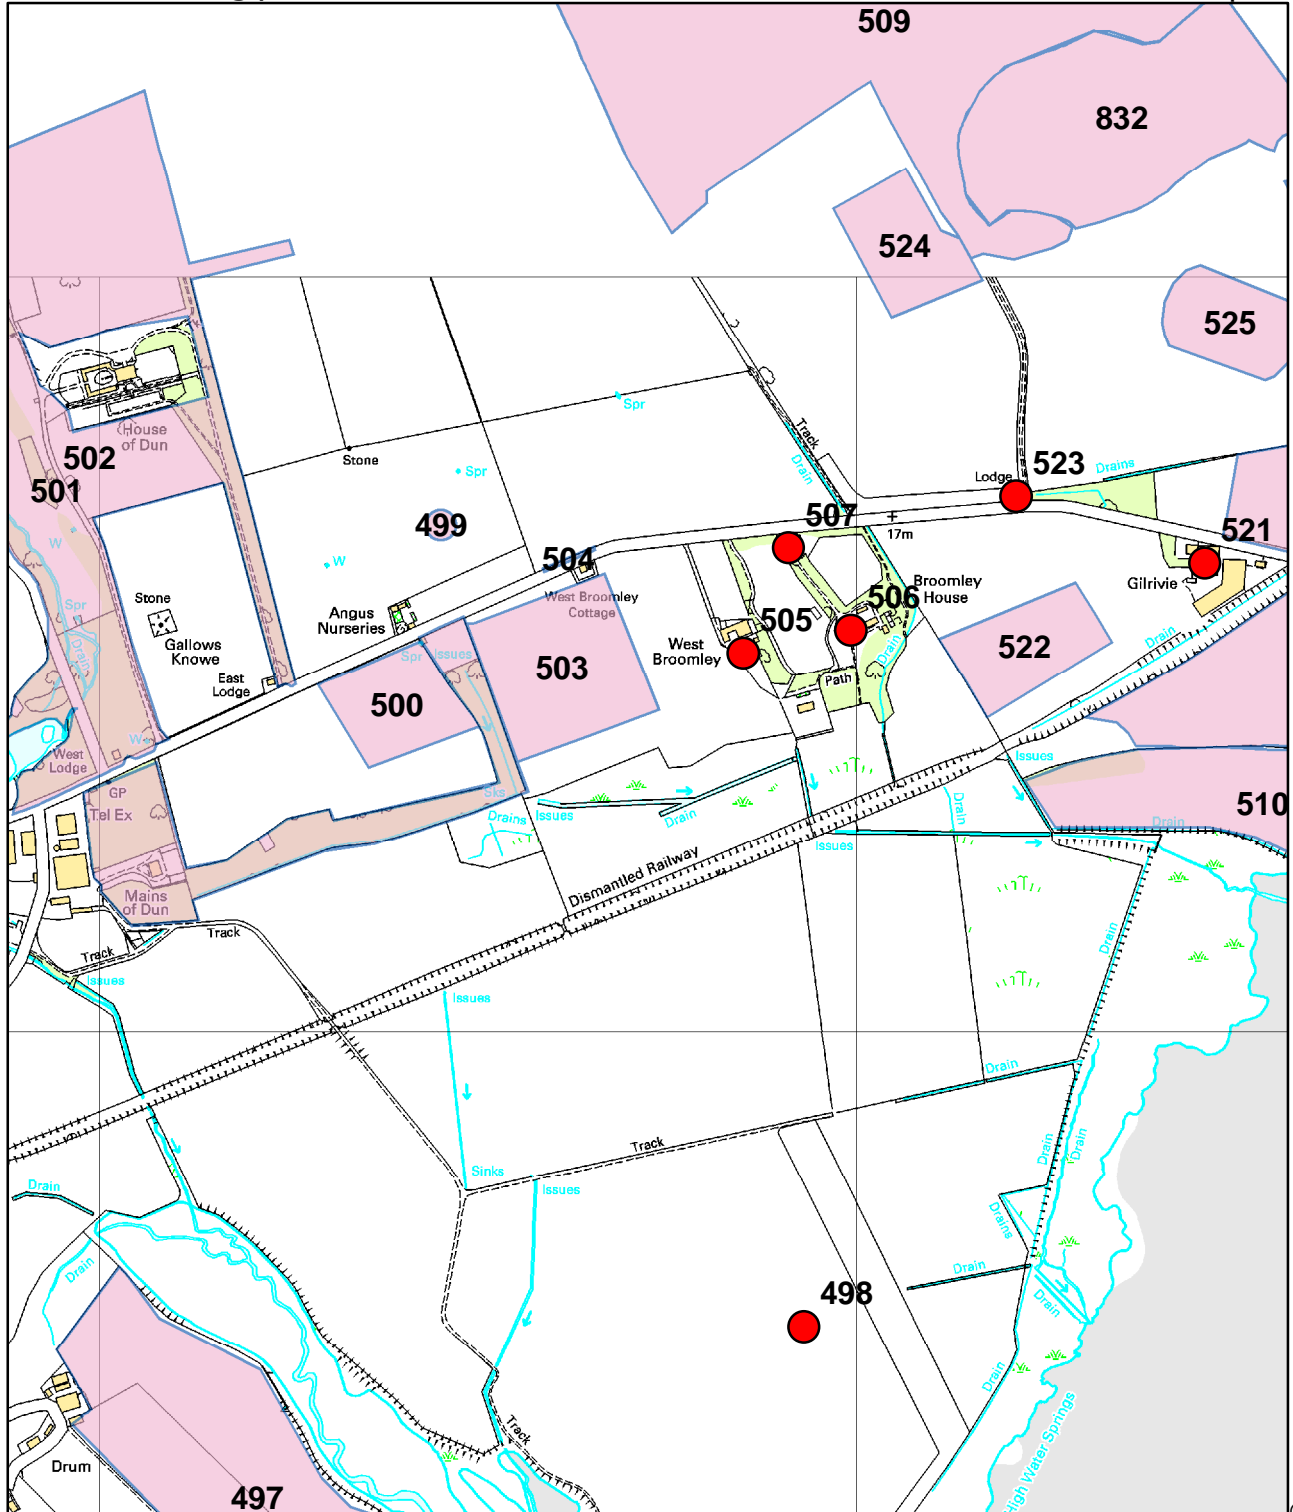 509
832
524
525
House
of Dun
502
501
Stone
Spr
Spr
499
W
W
Track
Drain
Lodge
523
Drains
507
17m
521
Gilrivie
504
West Bromley
Cottage
Angus
Nurseries
Stone
Gallows
Knowe
East
Lodge
Spr
Drain
Spr
Issues
503
500
West
Broomley
505
506
Broomley
House
Drain
Path
522
Drain
W
West
Lodge
GP
Tel Ex
Sks
Drains
Issues
Drain
Issues
Drain
Issues
Drain
510
Mains
of Dun
Dismantled Railway
Track
Track
Issues
Issues
Drain
Drain
Drain
Drain
Track
Sinks
Issues
Drain
Drains
Drain
Drain
Drain
498
Drain
Track
Drum
497
High Water Springs